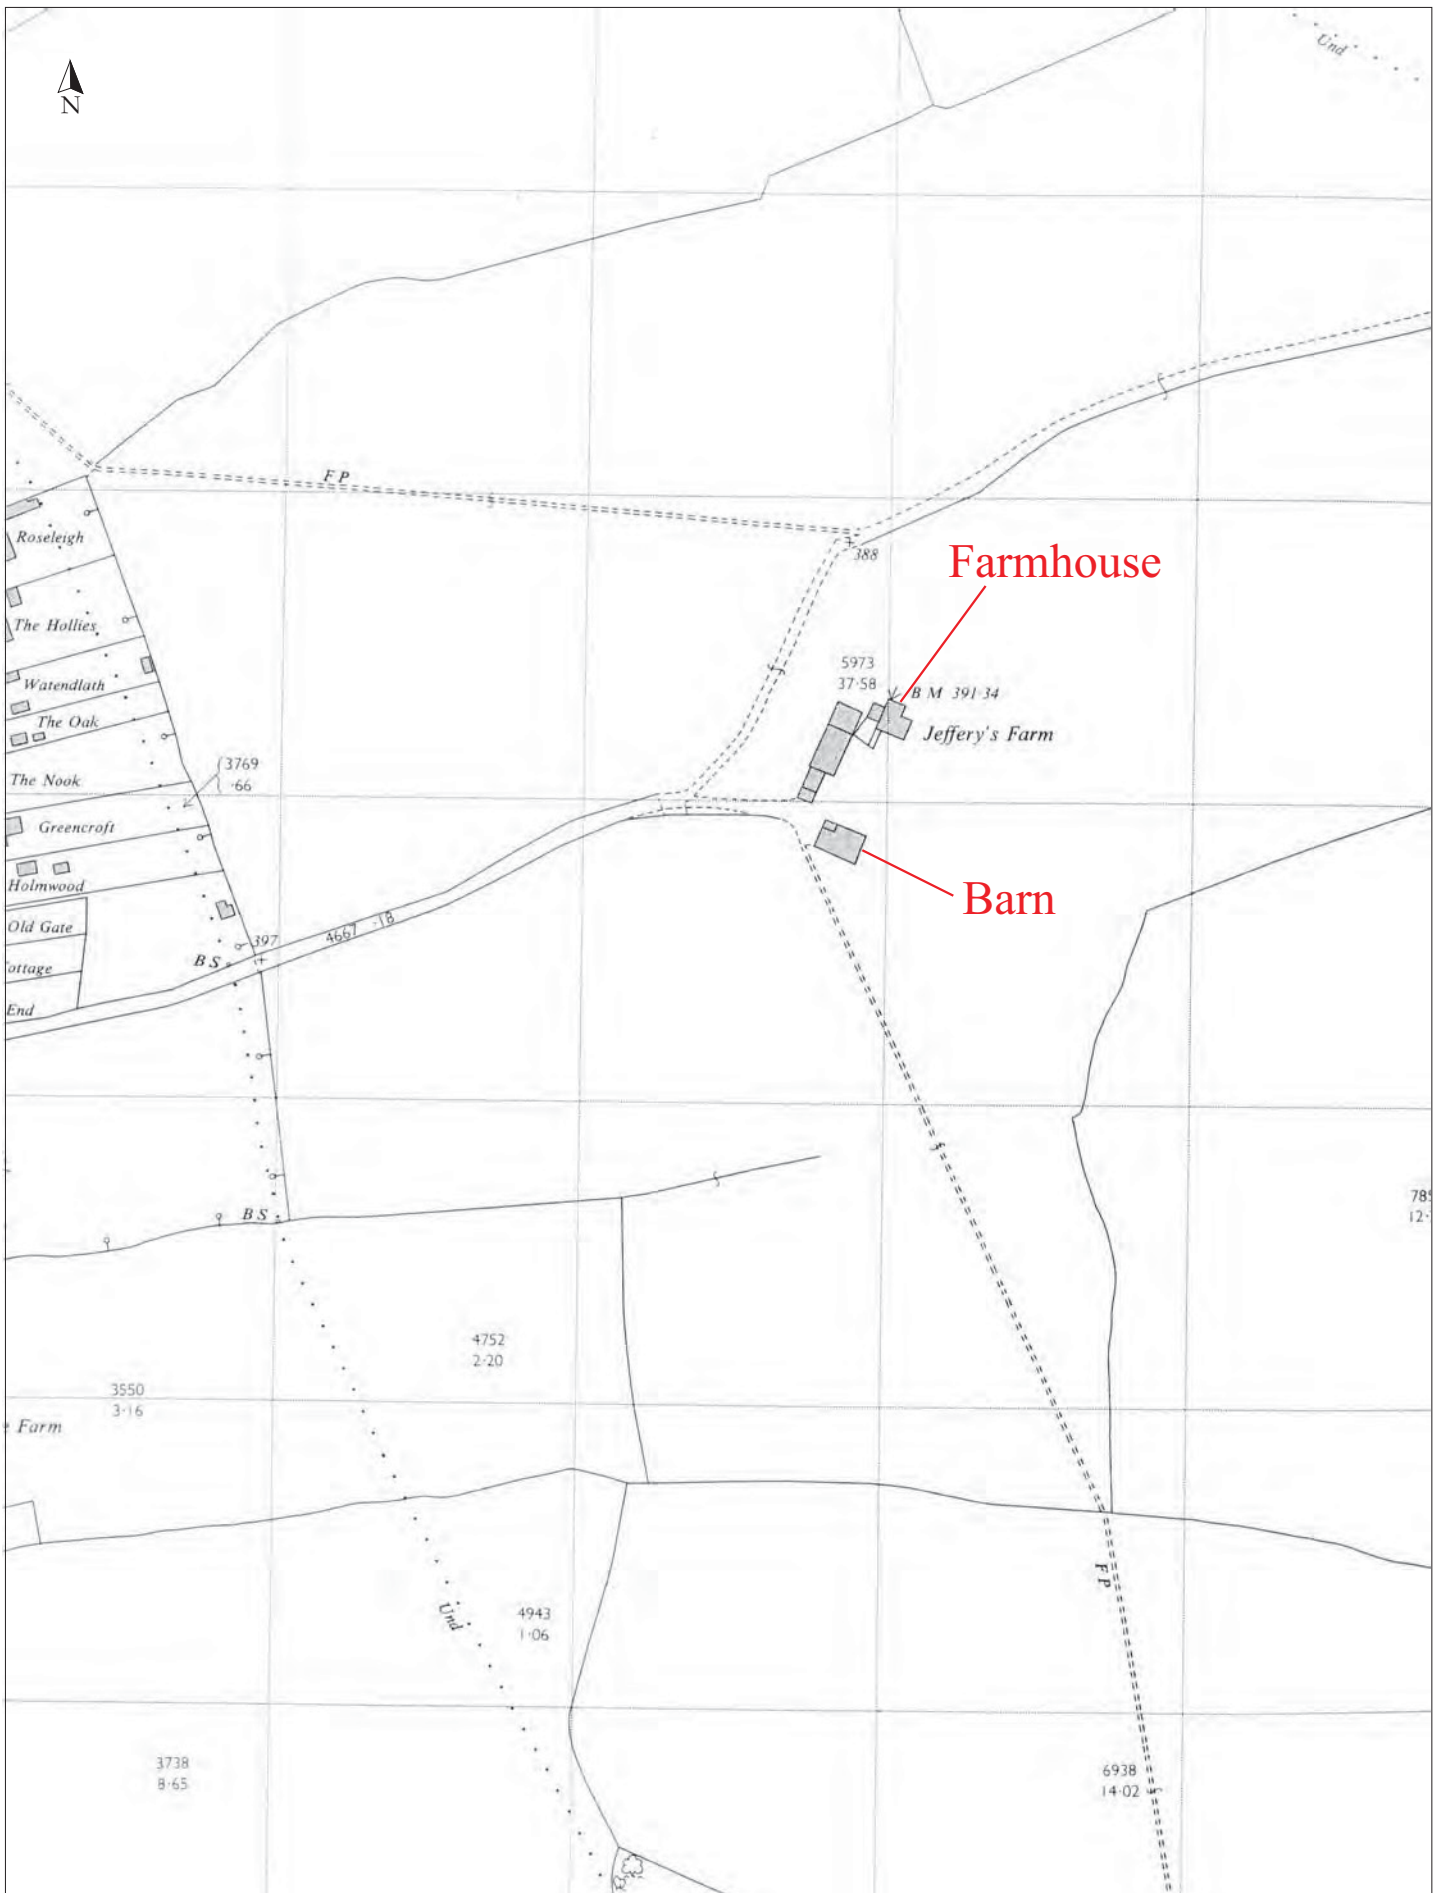 Und
N
F P
Roseleigh
388
Farmhouse
The Hollies
5973
37·58
Watendlath
B M 391·34
The Oak
Jeffery's Farm
3769
·66
The Nook
Greencroft
Holmwood
Barn
Old Gate
397
4667 ·18
B S
ottage
End
785
12·
B S
4752
2·20
3550
3·16
e Farm
F P
Und
4943
1·06
3738
8·65
6938
14·02